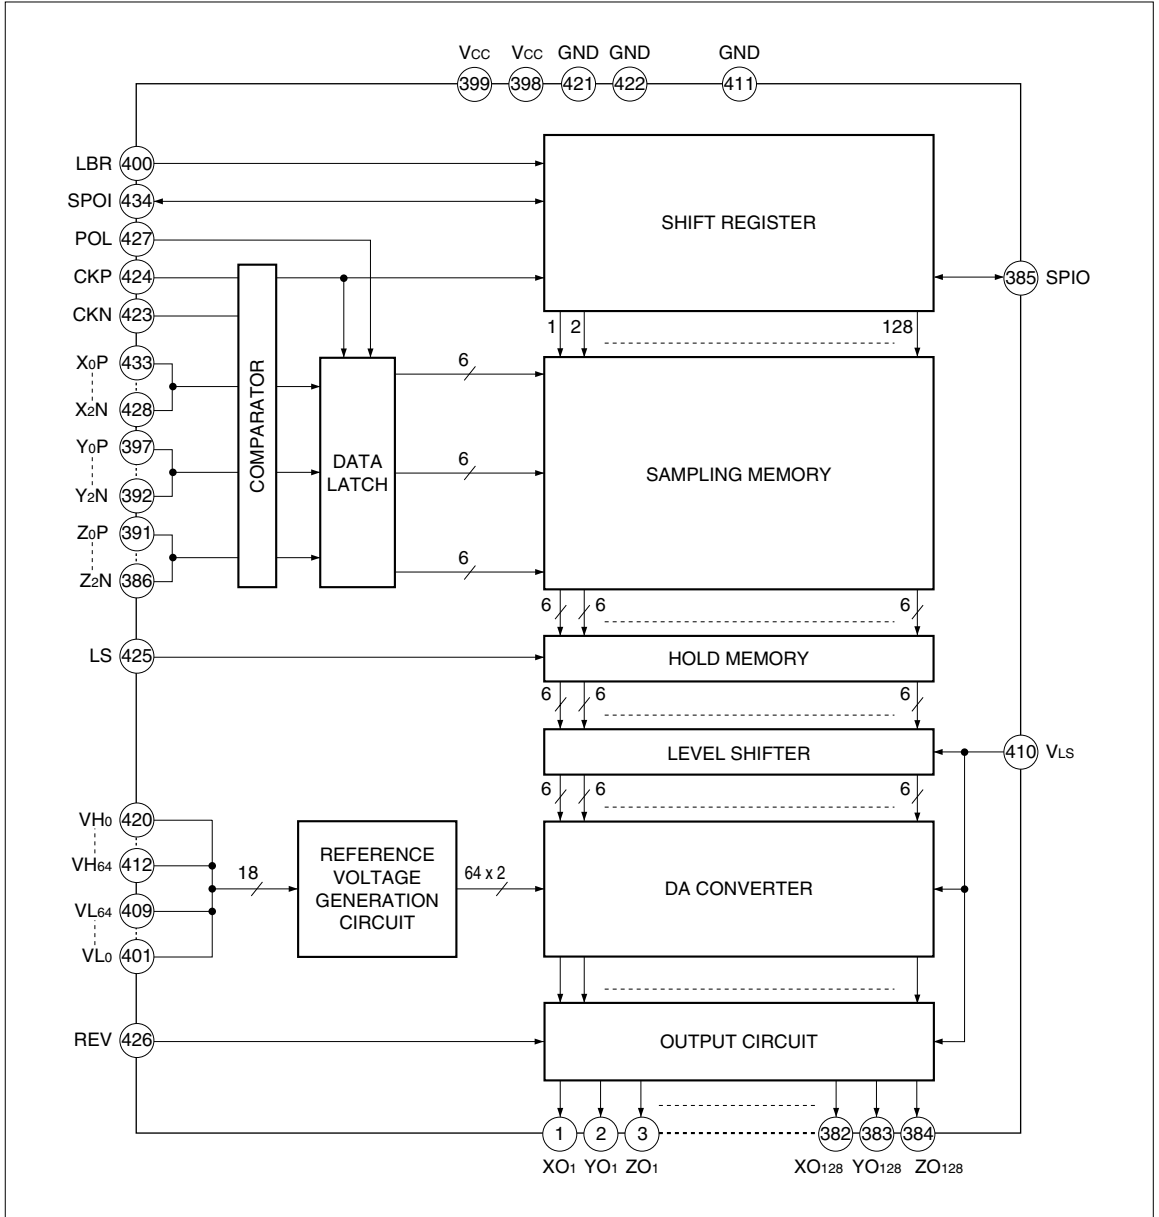 VCC VCC GND GND GND
399 398 421 422 411
LBR 400
SPOI 434
POL 427
CKP 424
CKN 423
X0P 433
X2N 428
Y0P 397
Y2N 392
Z0P 391
Z2N 386
COMPARATOR
DATA
LATCH
6
6
6
SHIFT REGISTER
385 SPIO
1 2 128
SAMPLING MEMORY
6 6 6
LS 425
HOLD MEMORY
6 6 6
LEVEL SHIFTER
410 VLS
6 6 6
VH0 420
VH64 412
VL64 409
VL0 401
18
REFERENCE
VOLTAGE
GENERATION
CIRCUIT
64 x 2
DA CONVERTER
REV 426
OUTPUT CIRCUIT
1 2 3 382 383 384
XO1 YO1 ZO1 XO128 YO128 ZO128